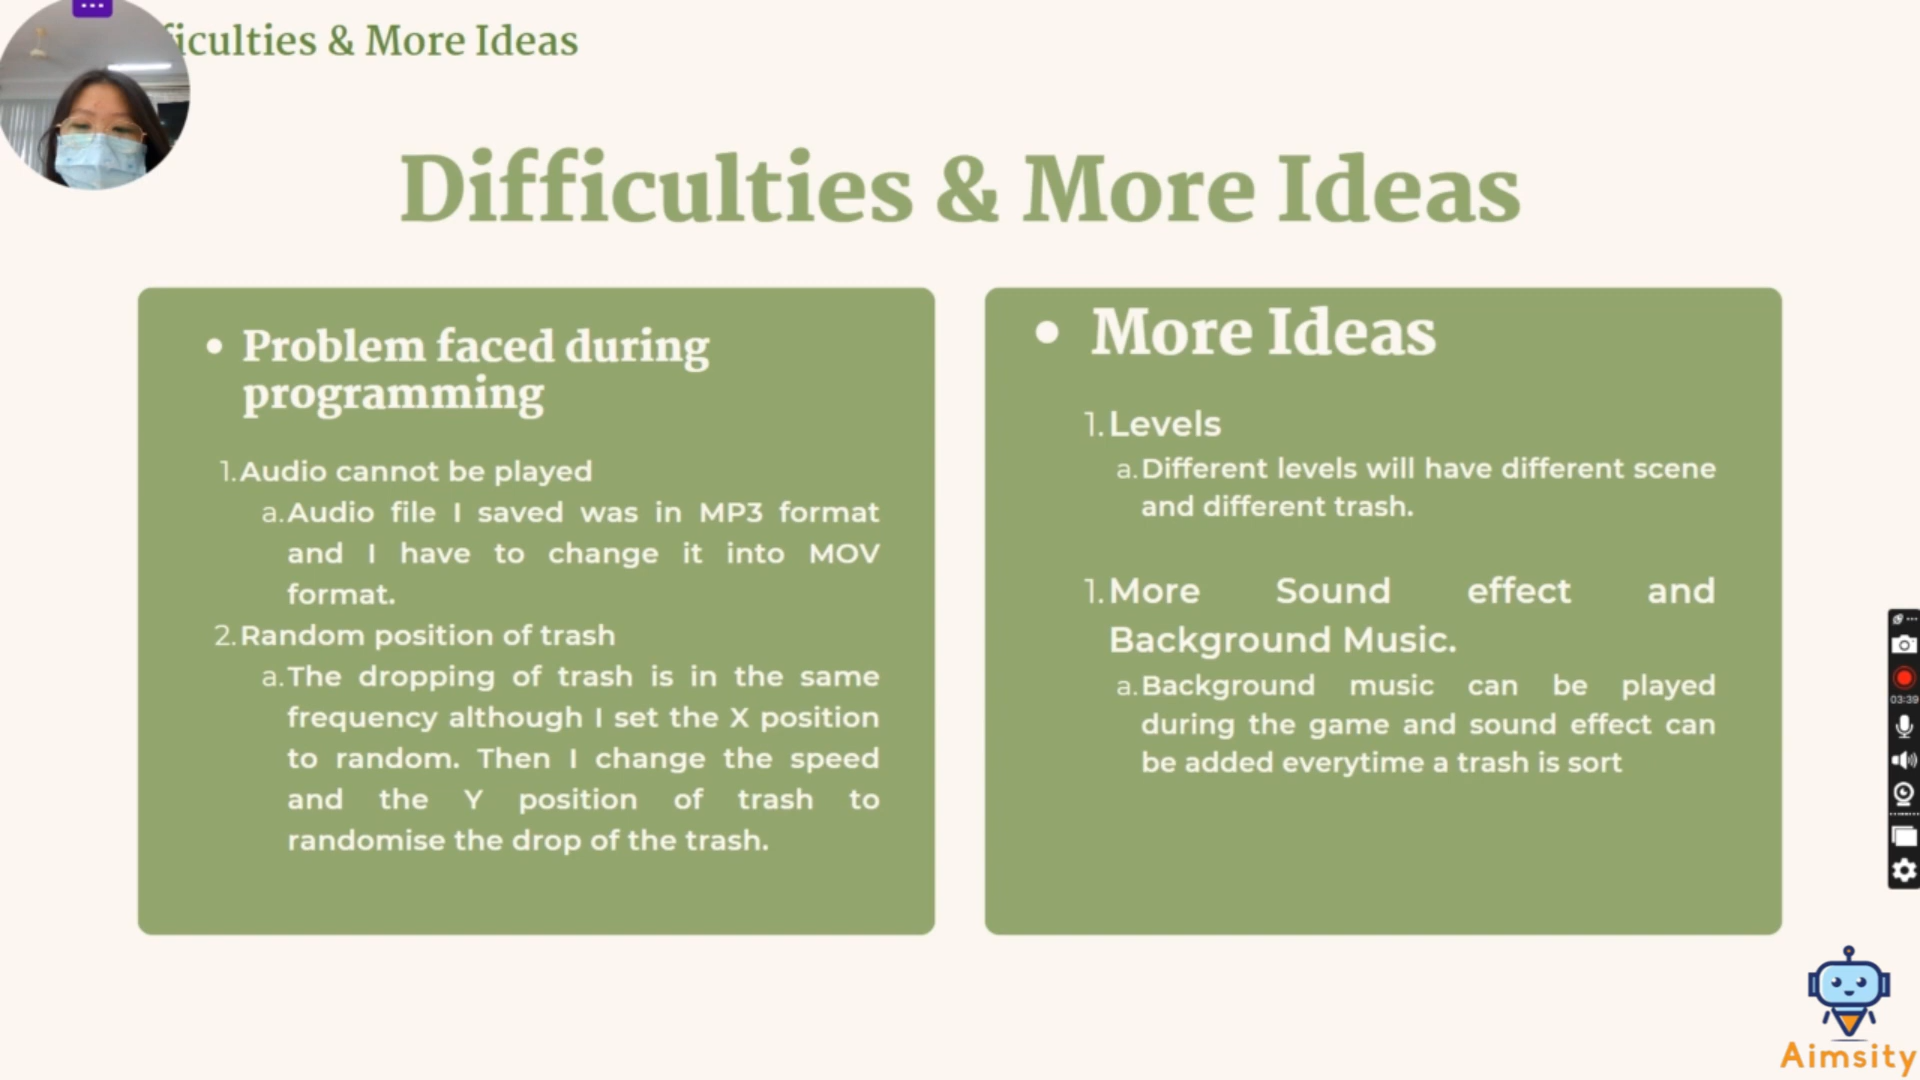 ficulties & More Ideas
Difficulties & More Ideas
• Problem faced during
programming
1. Audio cannot be played
a. Audio file I saved was in MP3 format
and I have to change it into MOV
format.
2. Random position of trash
a. The dropping of trash is in the same
frequency although I set the X position
to random. Then I change the speed
and the Y position of trash to
randomise the drop of the trash.
• More Ideas
1. Levels
a. Different levels will have different scene
and different trash.
1. More Sound effect and
Background Music.
a. Background music can be played
during the game and sound effect can
be added everytime a trash is sort
03:39
Aimsity